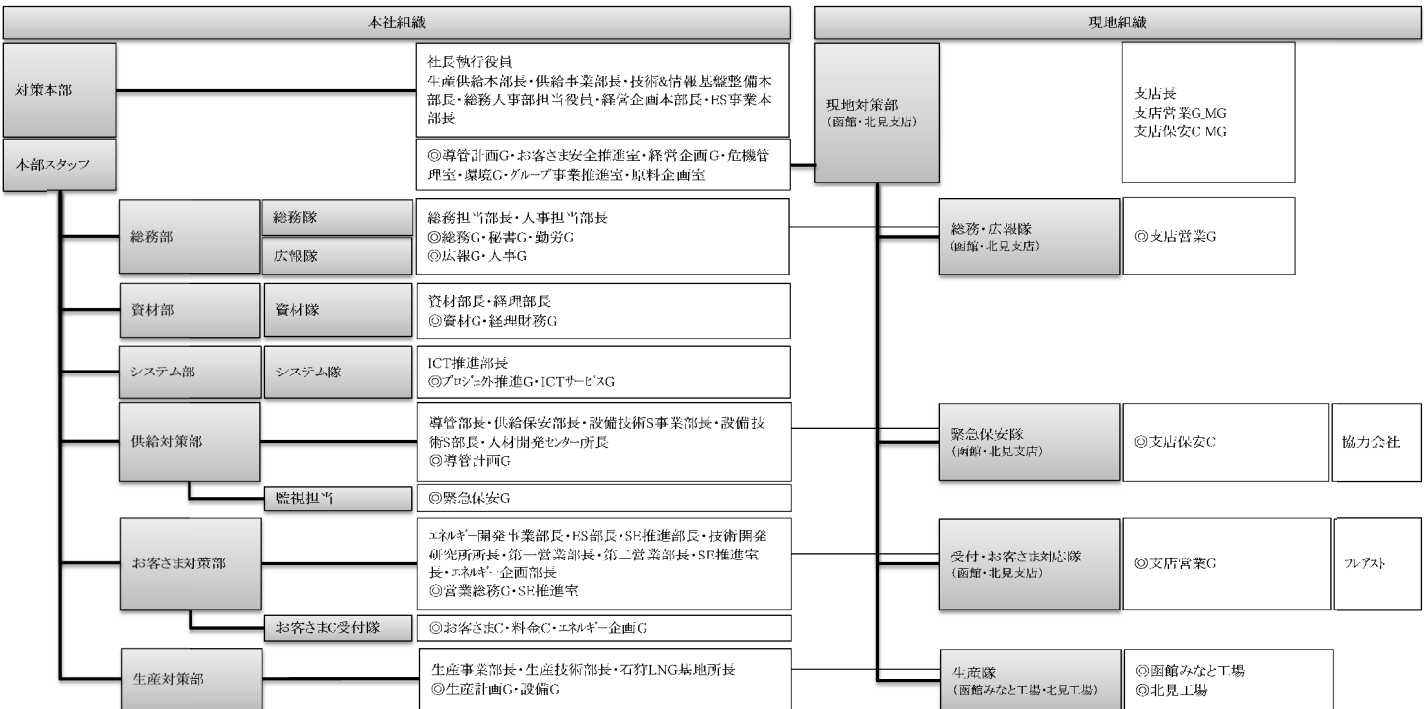 本社組織
現地組織
対策本部
社長執行役員
生産供給本部長・供給事業部長・技術&情報基盤整備本
部長・総務人事部担当役員・経営企画本部長・ES事業本
部長
現地対策部
(函館・北見支店)
支店長
支店営業G_MG
支店保安C MG
本部スタッフ
◎導管計画G・お客さま安全推進室・経営企画G・危機管
理室・環境G・グループ事業推進室・原料企画室
総務部
総務隊
広報隊
総務担当部長・人事担当部長
◎総務G・秘書G・勤労G
◎広報G・人事G
総務・広報隊
(函館・北見支店)
◎支店営業G
資材部
資材隊
資材部長・経理部長
◎資材G・経理財務G
システム部
システム隊
ICT推進部長
◎プロジェクト推進G・ICTサービスG
供給対策部
導管部長・供給保安部長・設備技術S事業部長・設備技
術S部長・人材開発センター所長
◎導管計画G
緊急保安隊
(函館・北見支店)
◎支店保安C
協力会社
監視担当
◎緊急保安G
お客さま対策部
エネルギー開発事業部長・ES部長・SE推進部長・技術開発
研究所所長・第一営業部長・第二営業部長・SE推進室
長・エネルギー企画部長
◎営業総務G・SE推進室
受付・お客さま対応隊
(函館・北見支店)
◎支店営業G
フレアスト
お客さまC受付隊
◎お客さまC・料金C・エネルギー企画G
生産対策部
生産事業部長・生産技術部長・石狩LNG基地所長
◎生産計画G・設備G
生産隊
(函館みなと工場・北見工場)
◎函館みなと工場
◎北見工場